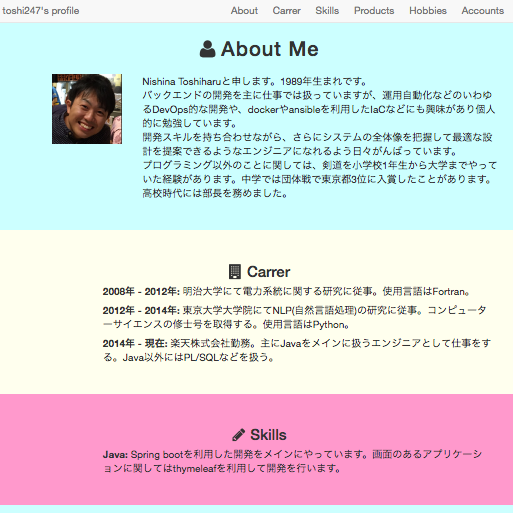 toshi247's profile About Carrer Skills Products Hobbies Accounts
About Me
Nishina Toshiharuと申します。1989年生まれです。
バックエンドの開発を主に仕事では扱っていますが、運用自動化などのいわゆ
るDevOps的な開発や、dockerやansibleを利用したIaCなどにも興味があり個人
的に勉強しています。
開発スキルを持ち合わせながら、さらにシステムの全体像を把握して最適な設
計を提案できるようなエンジニアになれるよう日々がんばっています。
プログラミング以外のことに関しては、剣道を小学校1年生から大学までやって
いた経験があります。中学では団体戦で東京都3位に入賞したことがあります。
高校時代には部長を務めました。
Carrer
2008年 - 2012年: 明治大学にて電力系統に関する研究に従事。使用言語はFortran。
2012年 - 2014年: 東京大学大学院にてNLP(自然言語処理)の研究に従事。コンピュータ
ーサイエンスの修士号を取得する。使用言語はPython。
2014年 - 現在: 楽天株式会社勤務。主にJavaをメインに扱うエンジニアとして仕事をす
る。Java以外にはPL/SQLなどを扱う。
Skills
Java: Spring bootを利用した開発をメインにやっています。画面のあるアプリケーシ
ョンに関してはthymeleafを利用して開発を行います。